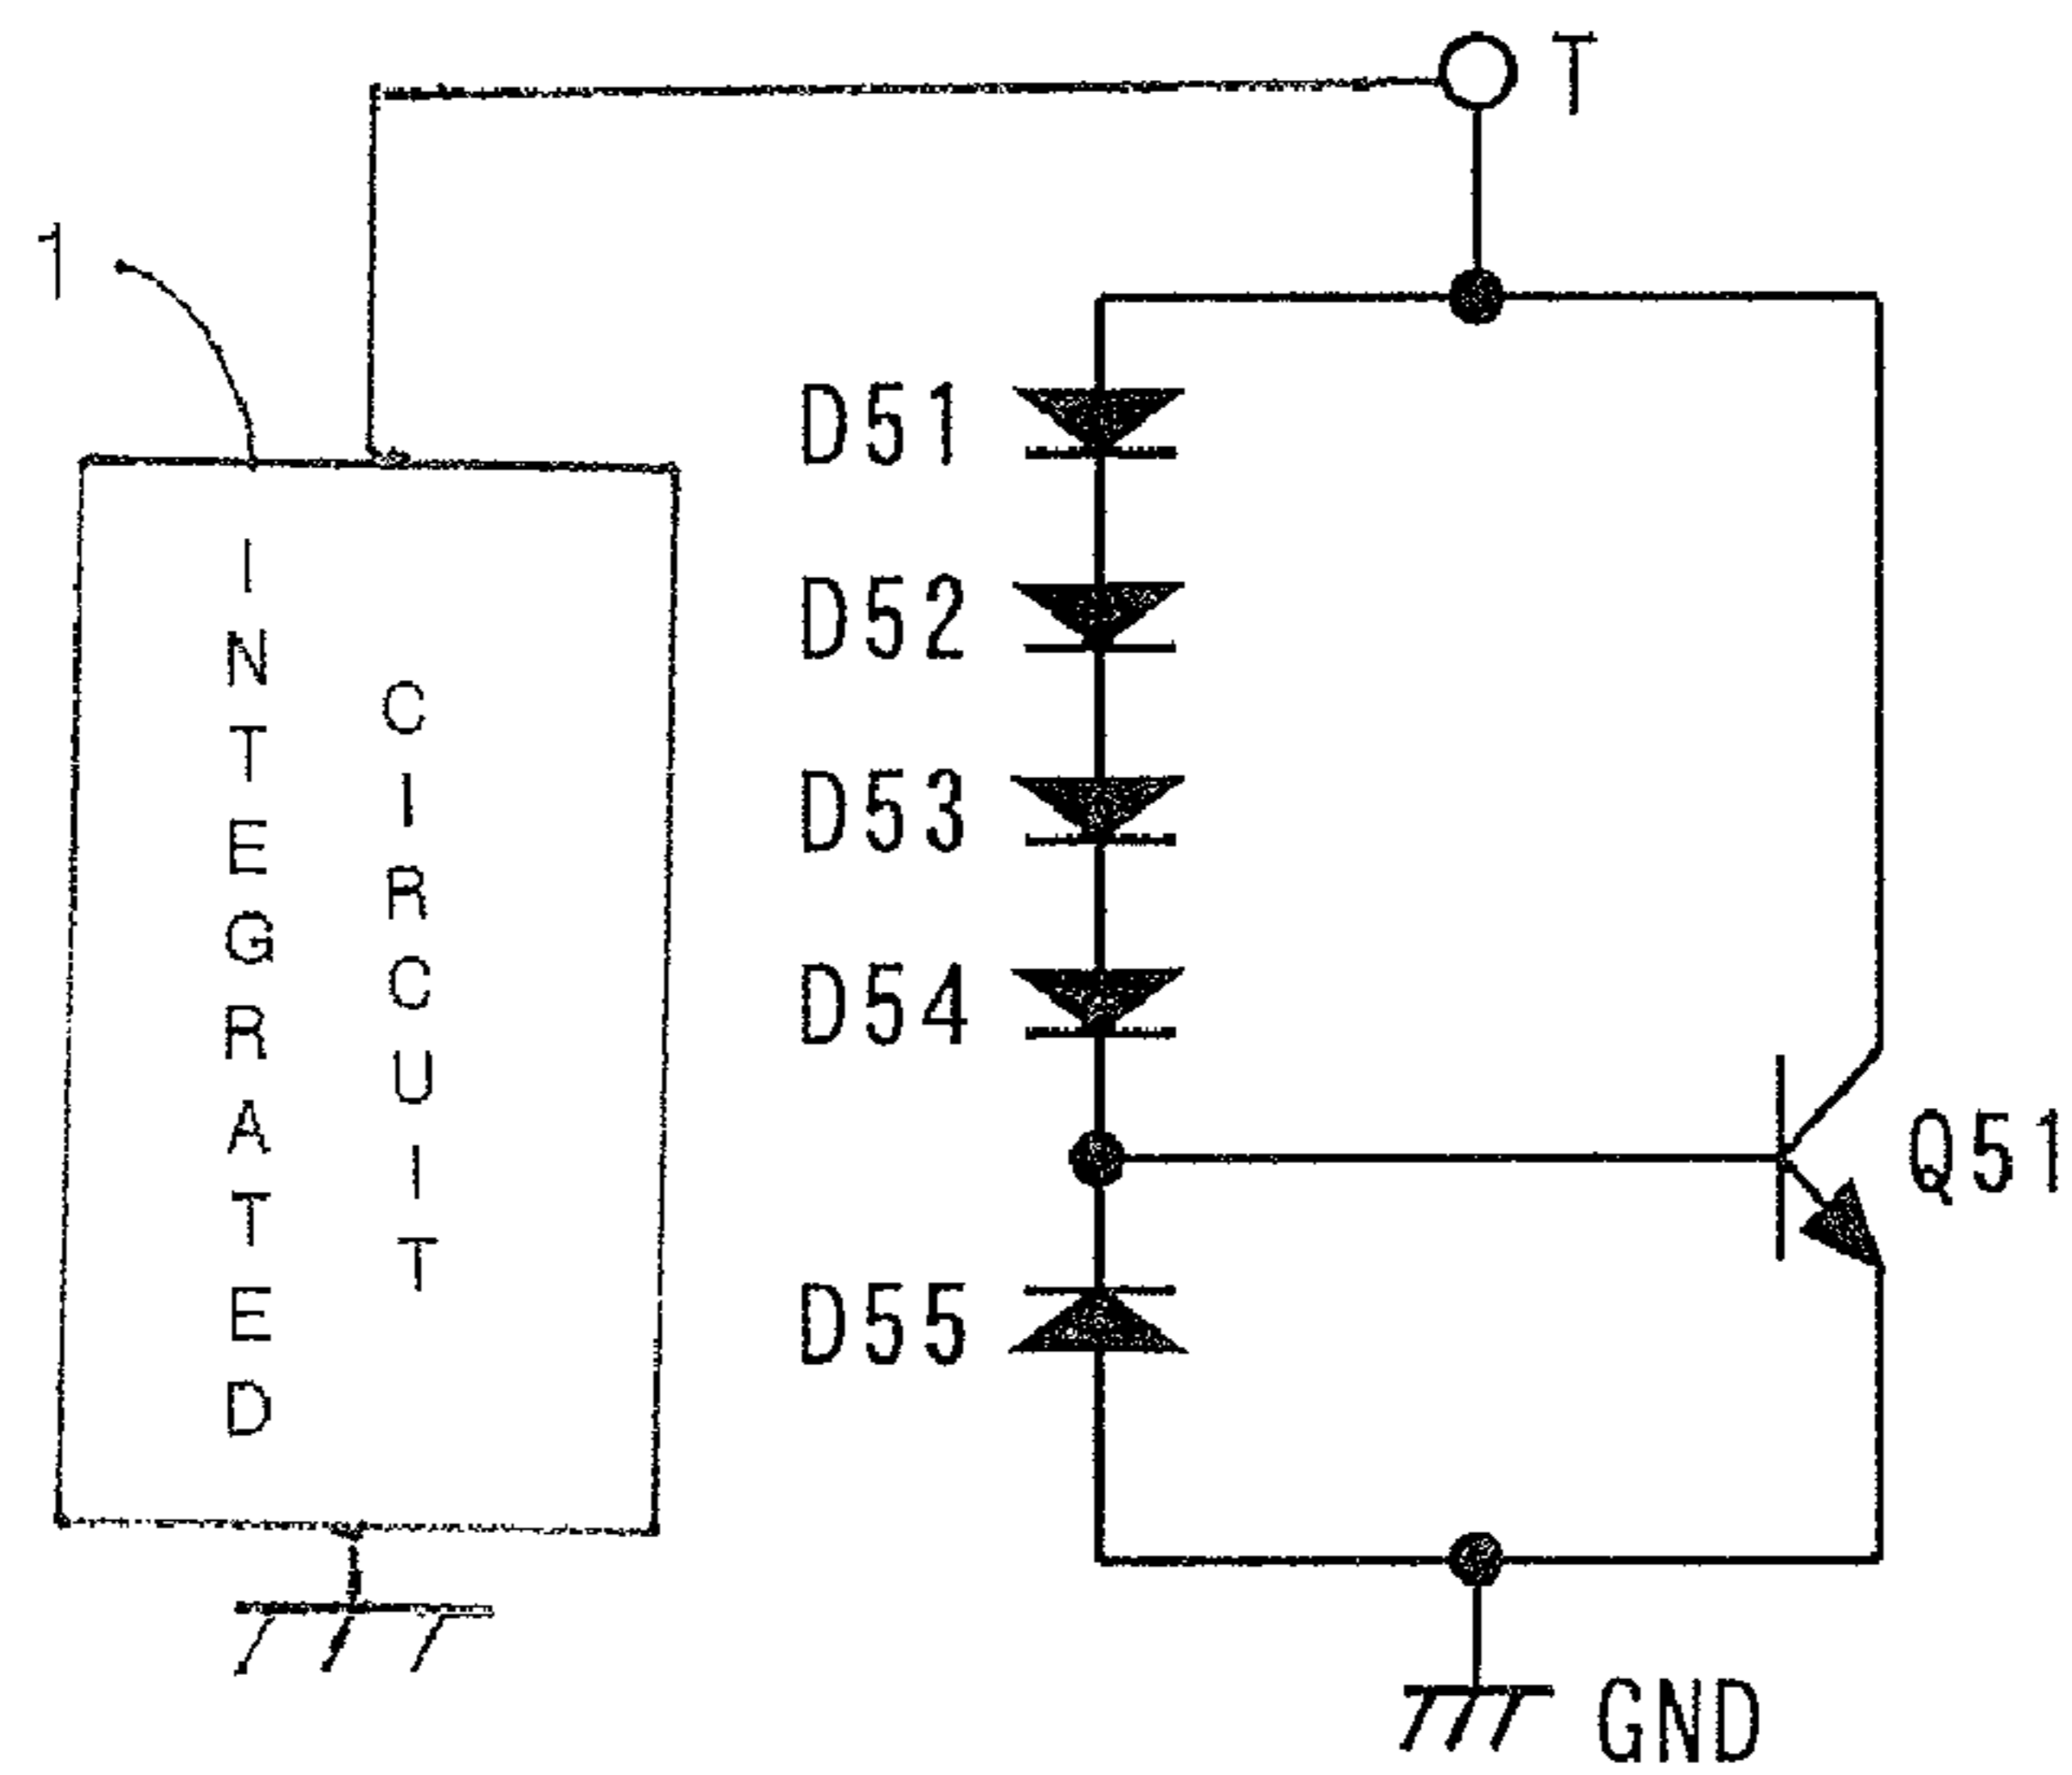 T
1
D51
D52
D53
D54
D55
Q51
INTEGRATED
CIRCUIT
GND